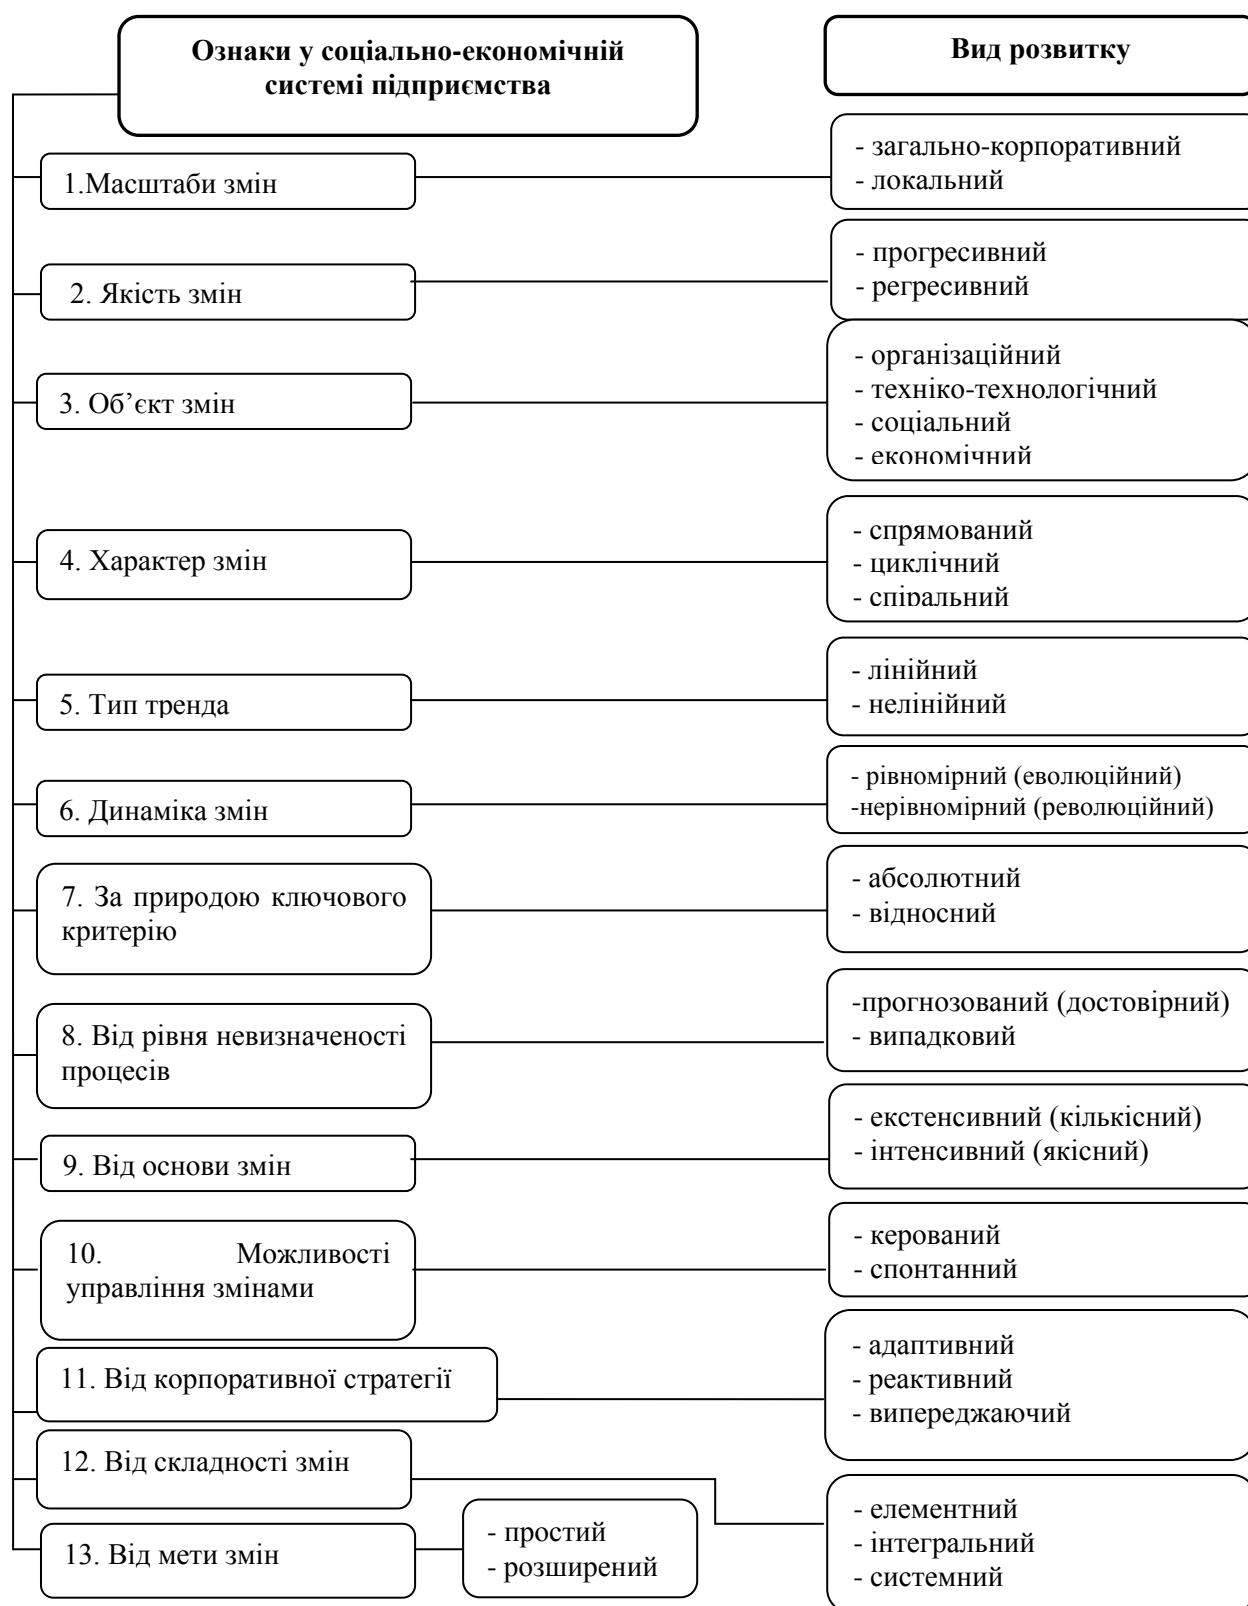 Ознаки у соціально-економічній
системі підприємства
Вид розвитку
1.Масштаби змін
- загально-корпоративний
- локальний
2. Якість змін
- прогресивний
- регресивний
3. Об’єкт змін
- організаційний
- техніко-технологічний
- соціальний
- економічний
4. Характер змін
- спрямований
- циклічний
- спіральний
5. Тип тренда
- лінійний
- нелінійний
6. Динаміка змін
- рівномірний (еволюційний)
-нерівномірний (революційний)
7. За природою ключового
критерію
- абсолютний
- відносний
8. Від рівня невизначеності
процесів
-прогнозований (достовірний)
- випадковий
9. Від основи змін
- екстенсивний (кількісний)
- інтенсивний (якісний)
10. Можливості
управління змінами
- керований
- спонтанний
11. Від корпоративної стратегії
- адаптивний
- реактивний
- випереджаючий
12. Від складності змін
- елементний
- інтегральний
- системний
13. Від мети змін
- простий
- розширений